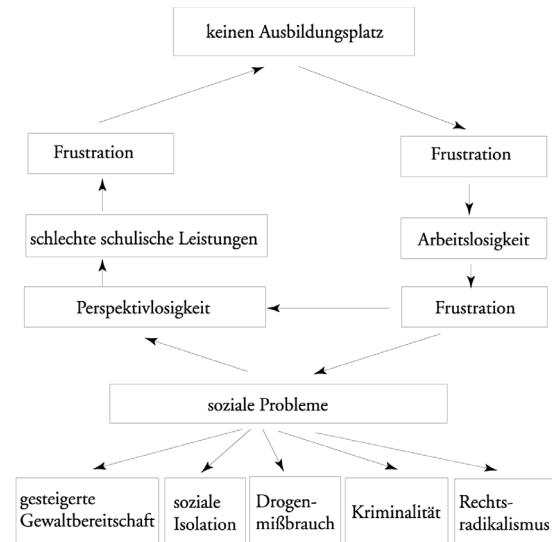 keinen Ausbildungsplatz
Frustration
Frustration
schlechte schulische Leistungen
Arbeitslosigkeit
Perspektivlosigkeit
Frustration
soziale Probleme
gesteigerte
Gewaltbereitschaft
soziale
Isolation
Drogen-
mißbrauch
Kriminalität
Rechts-
radikalismus